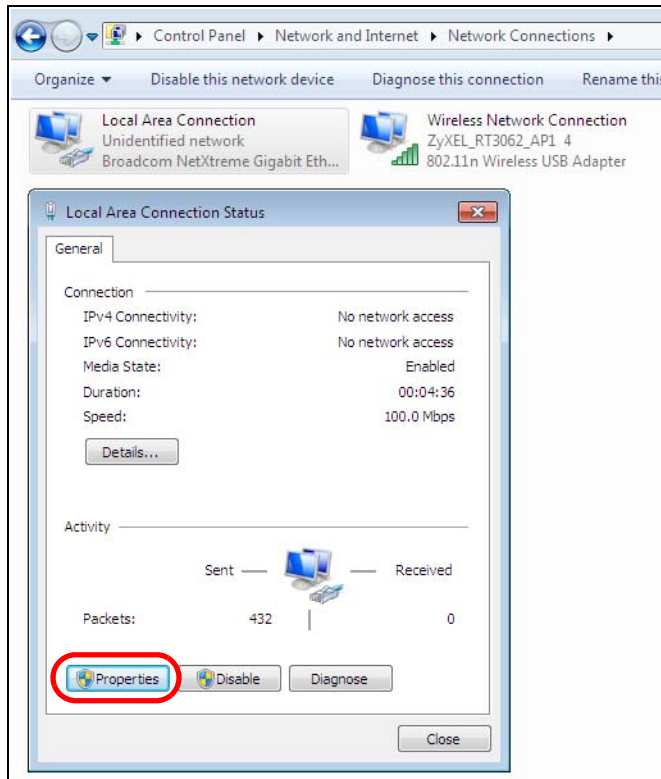 Control Panel Network and Internet Network Connections
Organize Disable this network device Diagnose this connection Rename this
Local Area Connection
Unidentified network
Broadcom NetXtreme Gigabit Eth...
Wireless Network Connection
ZyXEL_RT3062_AP1 4
802.11n Wireless USB Adapter
Local Area Connection Status
General
Connection
IPv4 Connectivity: No network access
IPv6 Connectivity: No network access
Media State: Enabled
Duration: 00:04:36
Speed: 100.0 Mbps
Details...
Activity
Sent Received
Packets: 432 0
Properties Disable Diagnose
Close